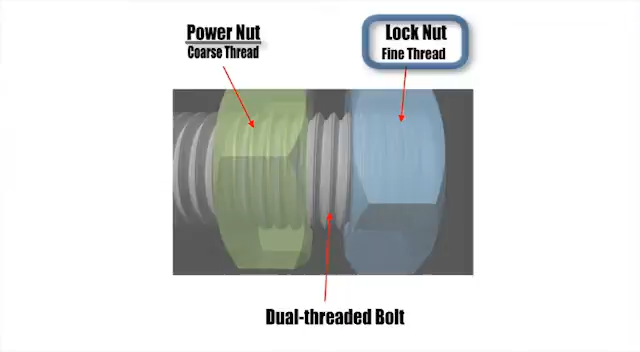 Power Nut
Coarse Thread
Lock Nut
Fine Thread
Dual-threaded Bolt